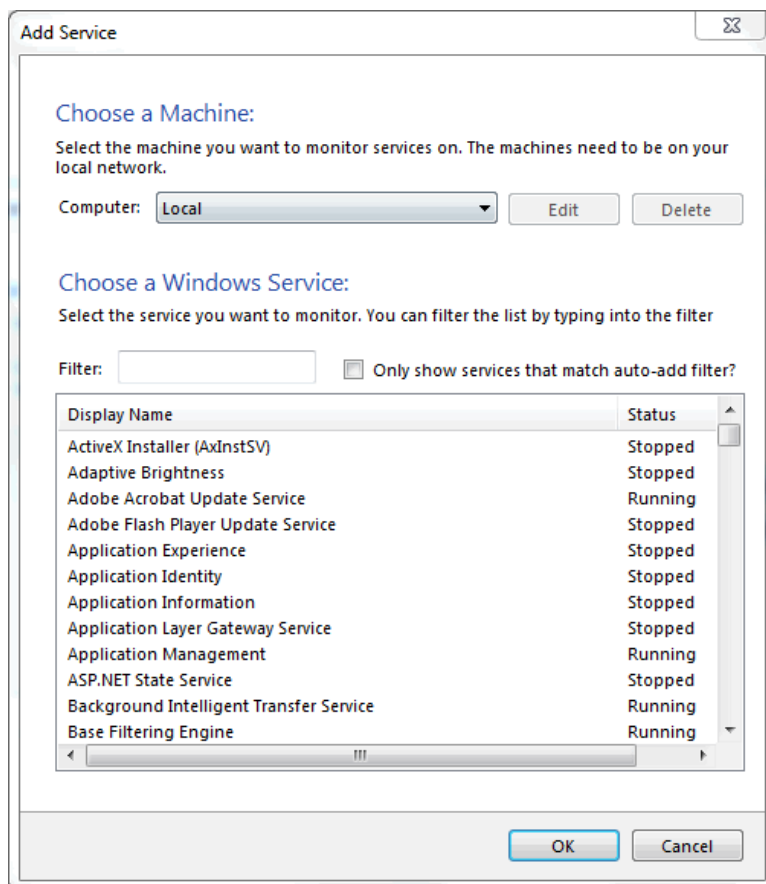 Add Service
Choose a Machine:
Select the machine you want to monitor services on. The machines need to be on your
local network.
Computer: Local Edit Delete
Choose a Windows Service:
Select the service you want to monitor. You can filter the list by typing into the filter
Filter: Only show services that match auto-add filter?
Display Name Status
ActiveX Installer (AxInstSV) Stopped
Adaptive Brightness Stopped
Adobe Acrobat Update Service Running
Adobe Flash Player Update Service Stopped
Application Experience Stopped
Application Identity Stopped
Application Information Stopped
Application Layer Gateway Service Stopped
Application Management Running
ASP.NET State Service Stopped
Background Intelligent Transfer Service Running
Base Filtering Engine Running
OK Cancel